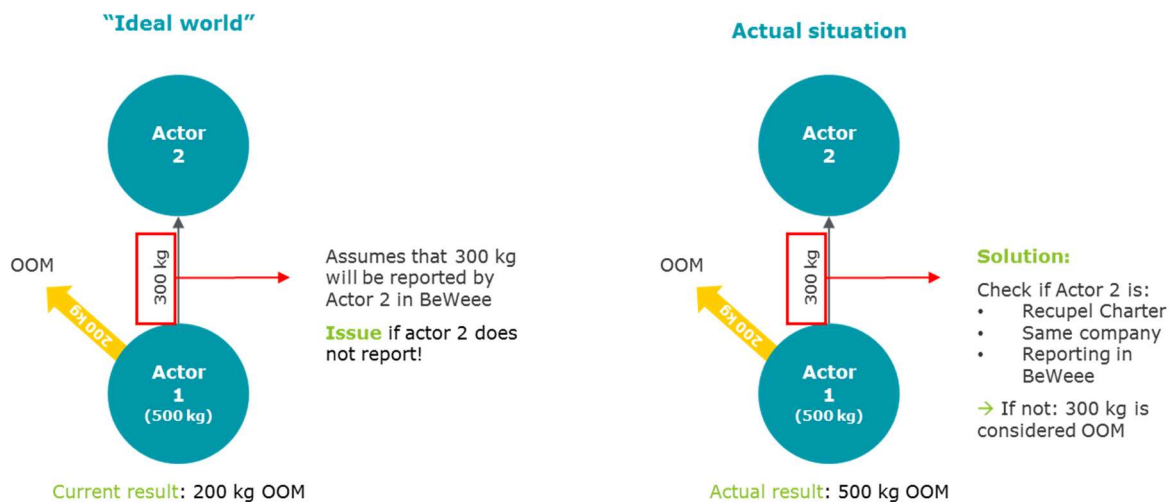 “Ideal world”
Actor
2
300 kg
OOM
200 kg
Actor
1
(500 kg)
Assumes that 300 kg
will be reported by
Actor 2 in BeWeee
Issue if actor 2 does
not report!
Current result: 200 kg OOM
Actual situation
Actor
2
300 kg
OOM
200 kg
Actor
1
(500 kg)
Solution:
Check if Actor 2 is:
• Recupel Charter
• Same company
• Reporting in
BeWeee
→ If not: 300 kg is
considered OOM
Actual result: 500 kg OOM